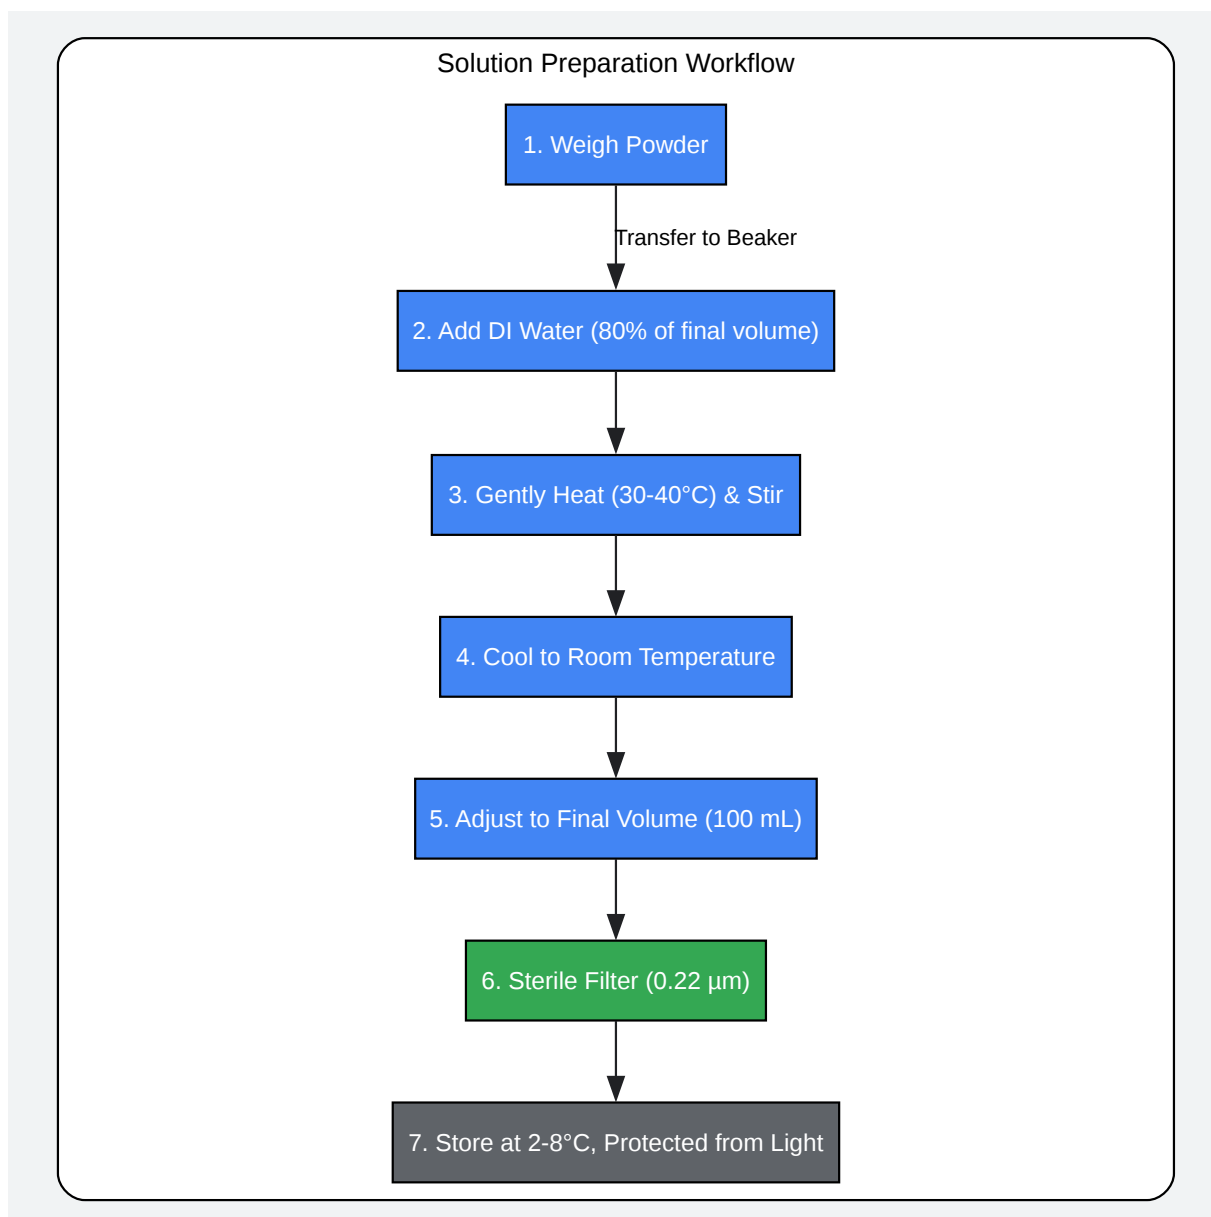 Solution Preparation Workflow
1. Weigh Powder
Transfer to Beaker
2. Add DI Water (80% of final volume)
3. Gently Heat (30-40°C) & Stir
4. Cool to Room Temperature
5. Adjust to Final Volume (100 mL)
6. Sterile Filter (0.22 µm)
7. Store at 2-8°C, Protected from Light